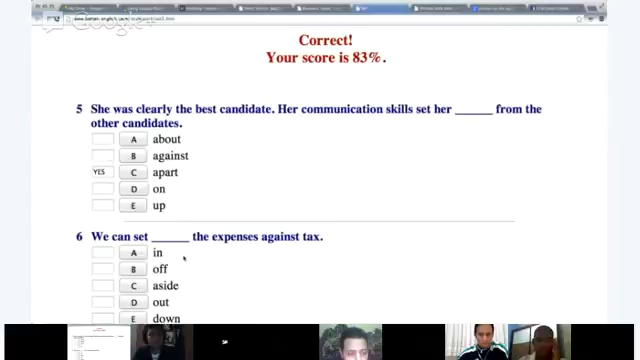 Correct!
Your score is 83%.
5 She was clearly the best candidate. Her communication skills set her ______ from the
other candidates.
A about
B against
YES C apart
D on
E up
6 We can set ______ the expenses against tax.
A in
B off
C aside
D out
E down